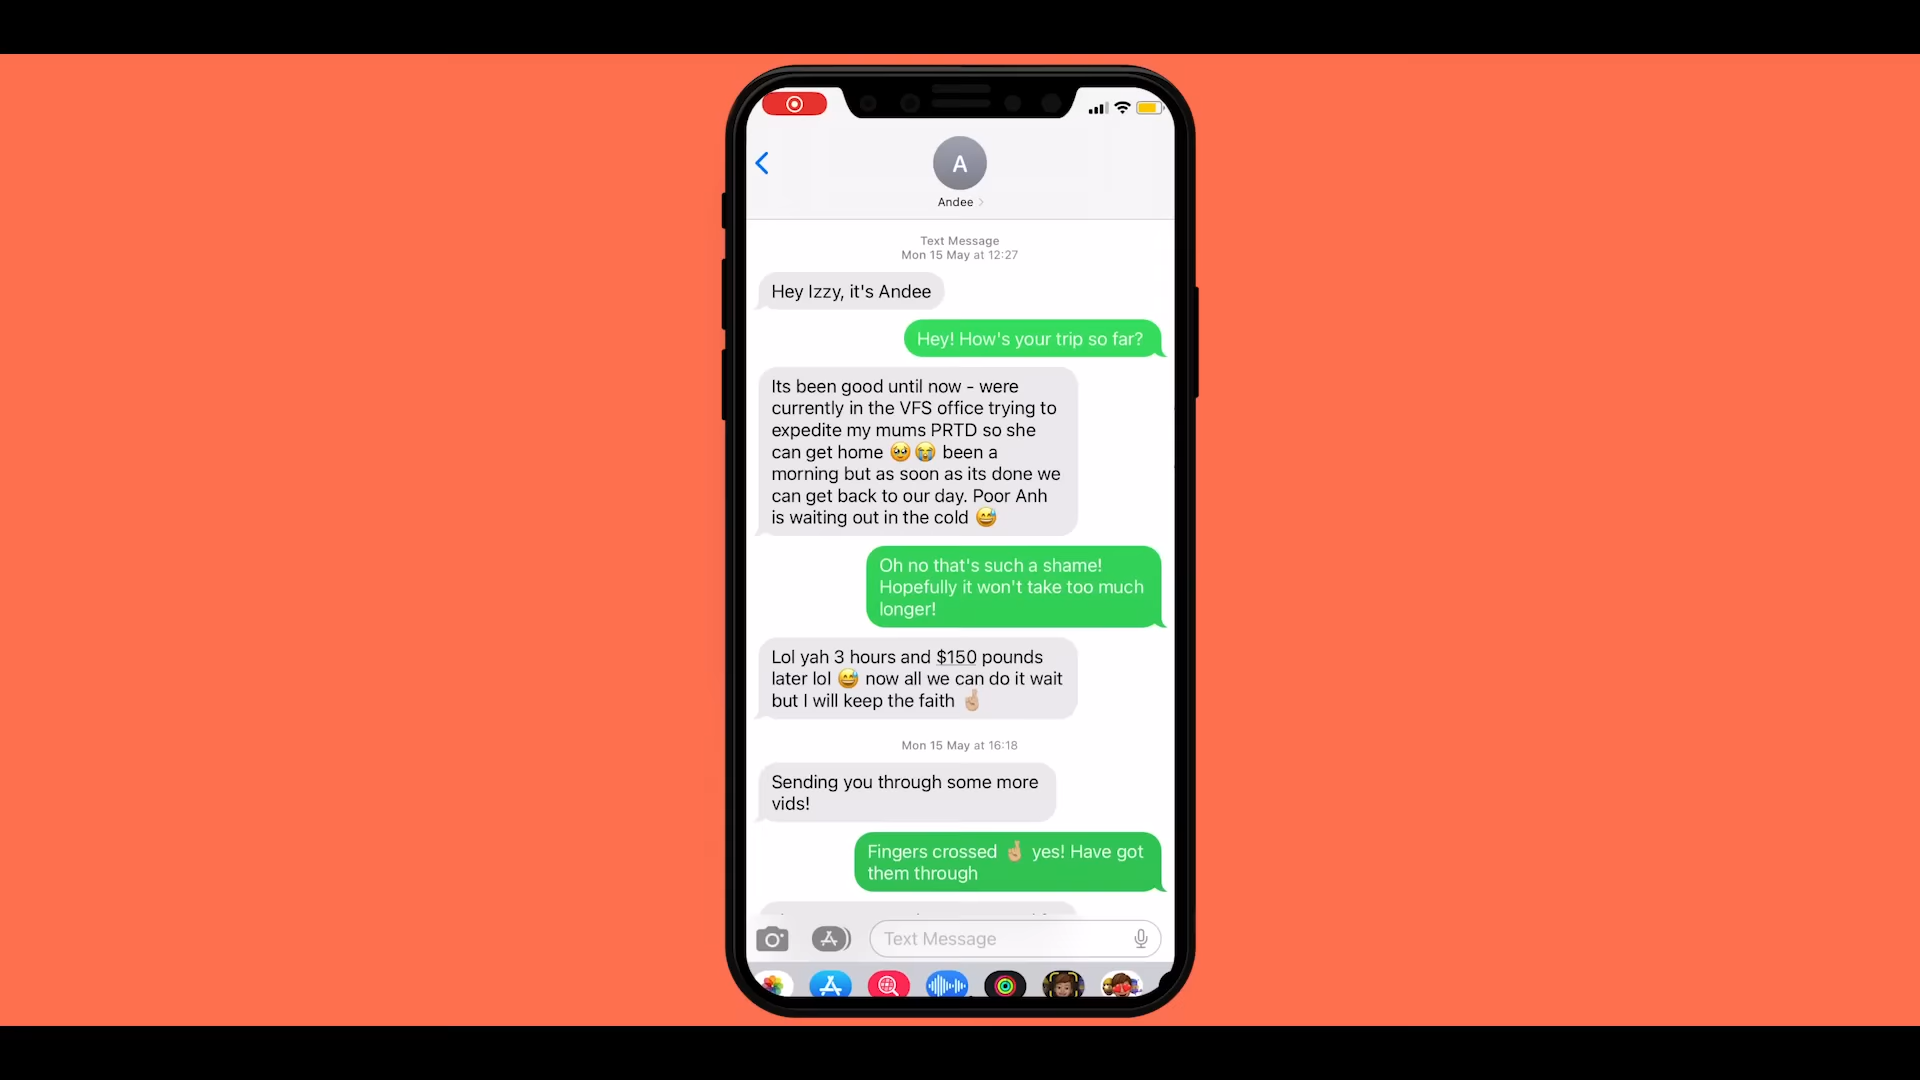 A
Andee
Text Message
Mon 15 May at 12:27
Hey Izzy, it's Andee
Hey! How's your trip so far?
Its been good until now - were
currently in the VFS office trying to
expedite my mums PRTD so she
can get home 🥹😭 been a
morning but as soon as its done we
can get back to our day. Poor Anh
is waiting out in the cold 😅
Oh no that's such a shame!
Hopefully it won't take too much
longer!
Lol yah 3 hours and $150 pounds
later lol 😅 now all we can do it wait
but I will keep the faith 🤞🏼
Mon 15 May at 16:18
Sending you through some more
vids!
Fingers crossed 🤞🏼 yes! Have got
them through
Text Message